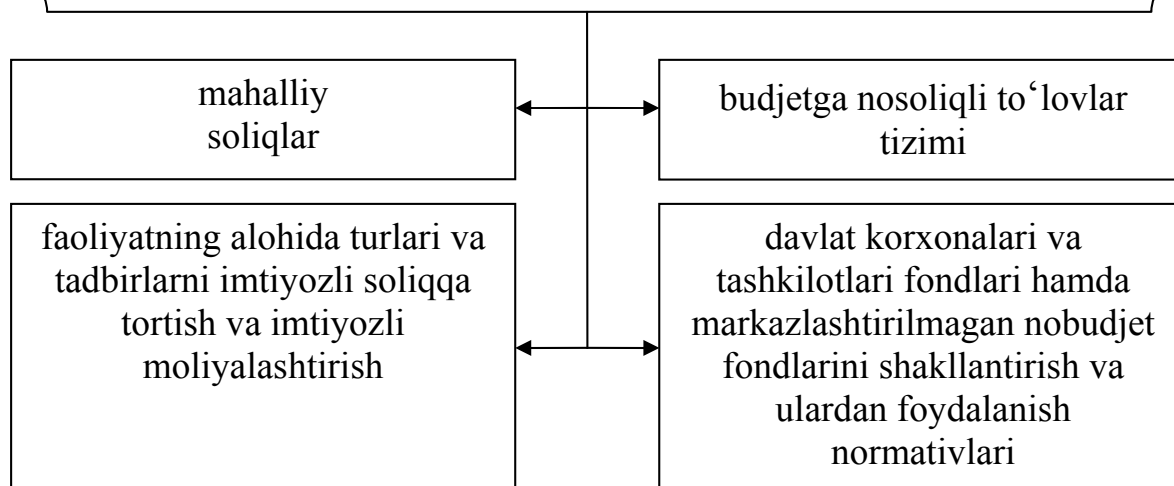 mahalliy
soliqlar
budjetga nosoliqli to‘lovlar
tizimi
faoliyatning alohida turlari va
tadbirlarni imtiyozli soliqqa
tortish va imtiyozli
moliyalashtirish
davlat korxonalari va
tashkilotlari fondlari hamda
markazlashtirilmagan nobudjet
fondlarini shakllantirish va
ulardan foydalanish
normativlari